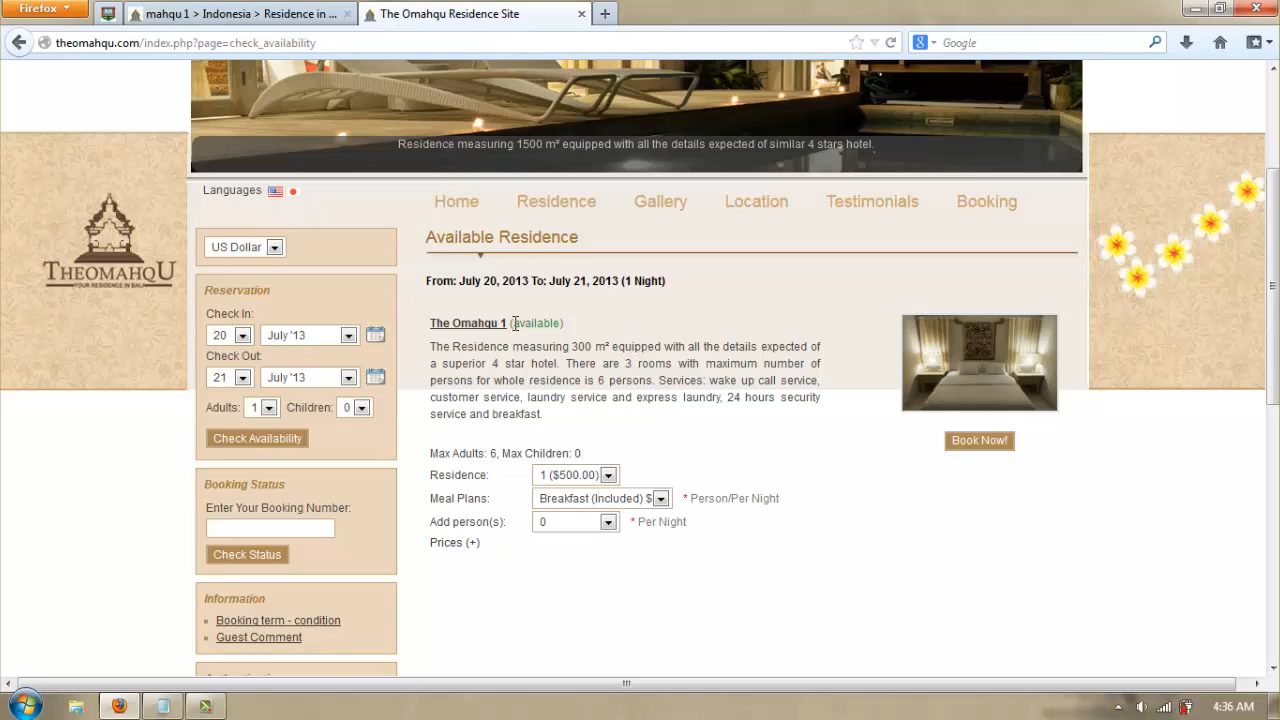 Firefox
mahqu 1 > Indonesia > Residence in ...
The Omahqu Residence Site
theomahqu.com/index.php?page=check_availability
Google
Residence measuring 1500 m² equipped with all the details expected of similar 4 stars hotel.
Languages
Home Residence Gallery Location Testimonials Booking
THEOMAHQU
YOUR RESIDENCE IN BALI
US Dollar
Reservation
Check In:
20 July '13
Check Out:
21 July '13
Adults: 1 Children: 0
Check Availability
Booking Status
Enter Your Booking Number:
Check Status
Information
Booking term - condition
Guest Comment
Available Residence
From: July 20, 2013 To: July 21, 2013 (1 Night)
The Omahqu 1 (available)
The Residence measuring 300 m² equipped with all the details expected of
a superior 4 star hotel. There are 3 rooms with maximum number of
persons for whole residence is 6 persons. Services: wake up call service,
customer service, laundry service and express laundry, 24 hours security
service and breakfast.
Book Now!
Max Adults: 6, Max Children: 0
Residence: 1 ($500.00)
Meal Plans: Breakfast (Included) $ * Person/Per Night
Add person(s): 0 * Per Night
Prices (+)
4:36 AM